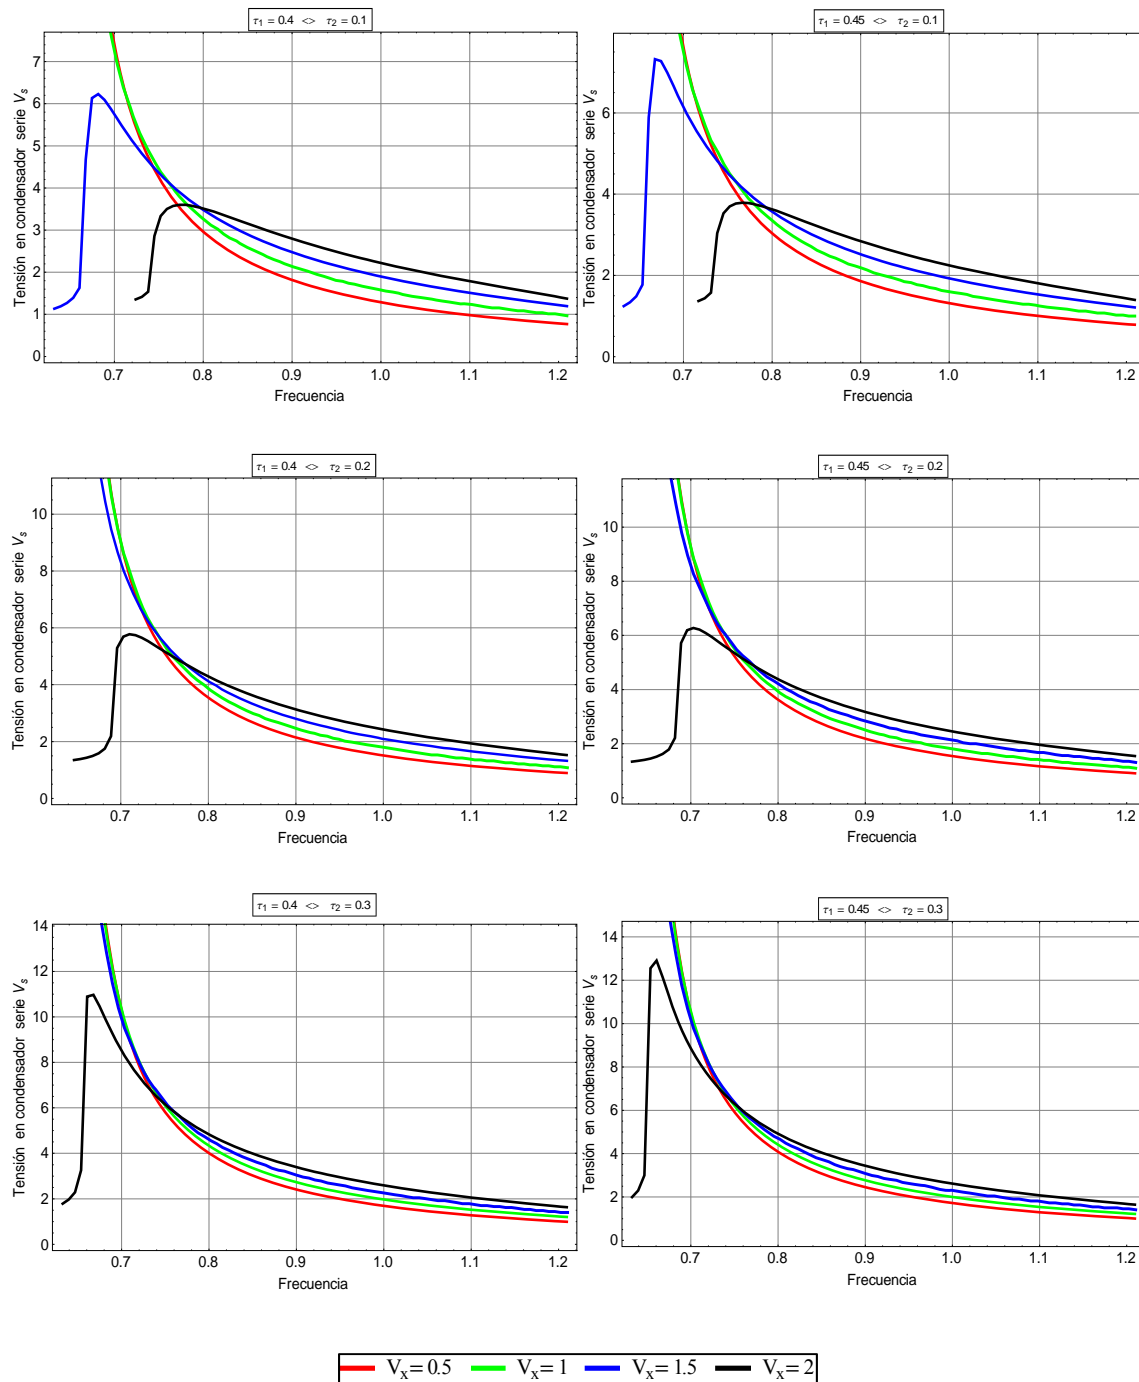 τ1 = 0.4 <> τ2 = 0.1
Tensión en condensador serie Vs
7
6
5
4
3
2
1
0
0.7 0.8 0.9 1.0 1.1 1.2
Frecuencia
τ1 = 0.45 <> τ2 = 0.1
Tensión en condensador serie Vs
6
4
2
0
0.7 0.8 0.9 1.0 1.1 1.2
Frecuencia
τ1 = 0.4 <> τ2 = 0.2
Tensión en condensador serie Vs
10
8
6
4
2
0
0.7 0.8 0.9 1.0 1.1 1.2
Frecuencia
τ1 = 0.45 <> τ2 = 0.2
Tensión en condensador serie Vs
10
8
6
4
2
0
0.7 0.8 0.9 1.0 1.1 1.2
Frecuencia
τ1 = 0.4 <> τ2 = 0.3
Tensión en condensador serie Vs
14
12
10
8
6
4
2
0
0.7 0.8 0.9 1.0 1.1 1.2
Frecuencia
τ1 = 0.45 <> τ2 = 0.3
Tensión en condensador serie Vs
14
12
10
8
6
4
2
0
0.7 0.8 0.9 1.0 1.1 1.2
Frecuencia
Vx= 0.5 Vx= 1 Vx= 1.5 Vx= 2